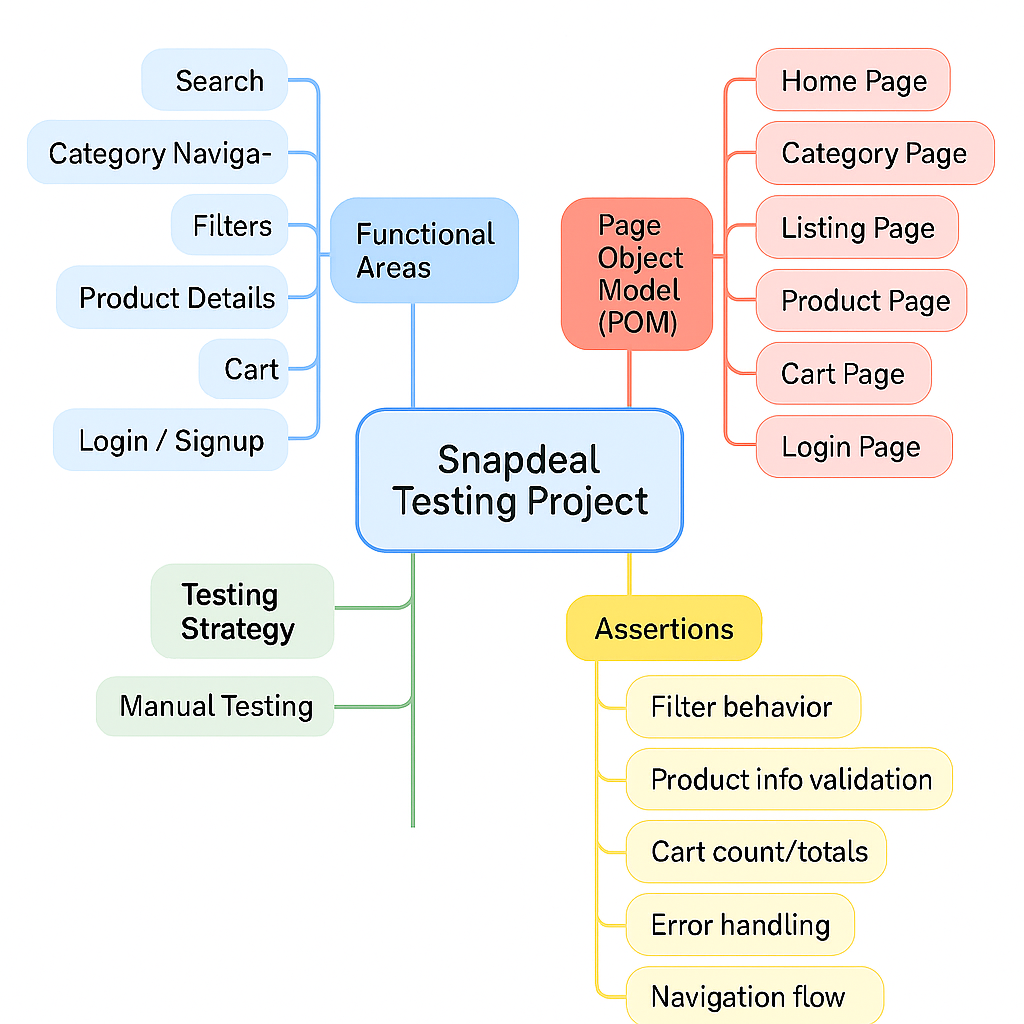 Search
Category Naviga-
Filters
Product Details
Cart
Login / Signup
Functional
Areas
Page
Object
Model
(POM)
Home Page
Category Page
Listing Page
Product Page
Cart Page
Login Page
Snapdeal
Testing Project
Testing
Strategy
Manual Testing
Assertions
Filter behavior
Product info validation
Cart count/totals
Error handling
Navigation flow